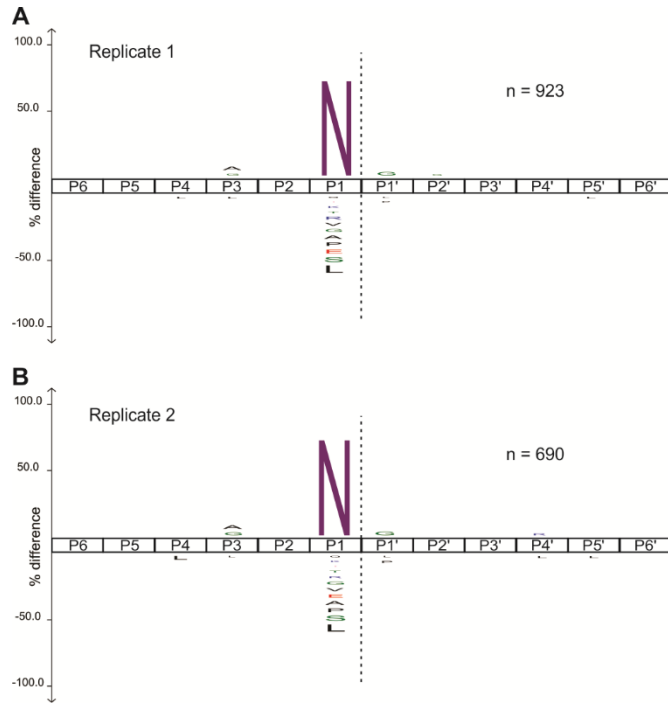 A
100.0
Replicate 1
n = 923
50.0
N
A
G
G
% difference
P6 P5 P4 P3 P2 P1 P1' P2' P3' P4' P5' P6'
L L L L
T
R
V
G
A
P
E
S
L
-50.0
-100.0
B
100.0
Replicate 2
n = 690
50.0
N
A
G
G
R
% difference
P6 P5 P4 P3 P2 P1 P1' P2' P3' P4' P5' P6'
L L L L L
P
T
R
G
V
E
A
P
S
L
-50.0
-100.0